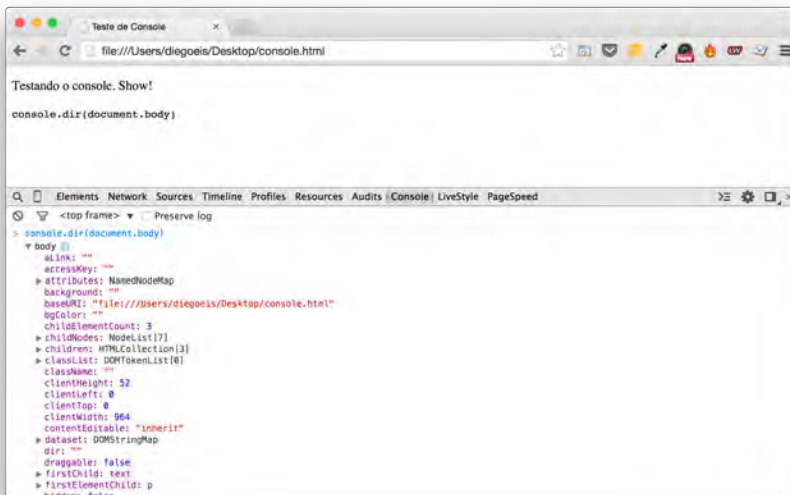 Teste de Console
file:///Users/diegoeis/Desktop/console.html
Testando o console. Show!
console.dir(document.body)
Elements Network Sources Timeline Profiles Resources Audits Console LiveStyle PageSpeed
<top frame> Preserve log
console.dir(document.body)
body
aLink: ""
accessKey: ""
attributes: NamedNodeMap
background: ""
baseURI: "file:///Users/diegoeis/Desktop/console.html"
bgColor: ""
childElementCount: 3
childNodes: NodeList[7]
children: HTMLCollection[3]
classList: DOMTokenList[0]
className: ""
clientHeight: 52
clientLeft: 0
clientTop: 0
clientWidth: 964
contentEditable: "inherit"
dataset: DOMStringMap
dir: ""
draggable: false
firstChild: text
firstElementChild: p
hidden: false